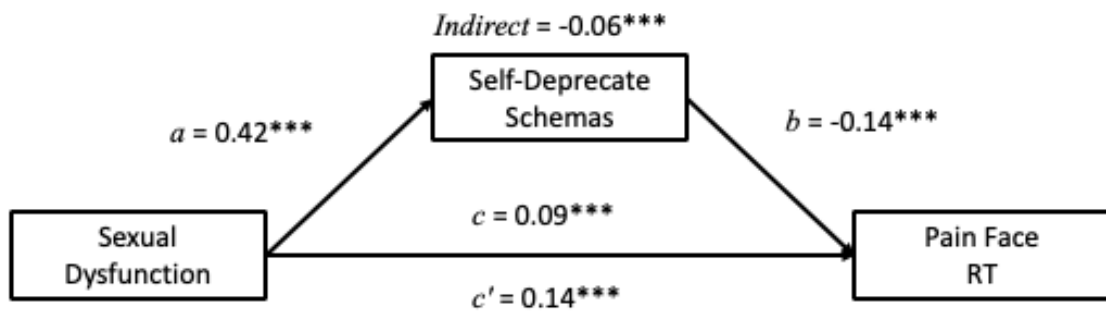 Indirect = -0.06***
Self-Deprecate
Schemas
a = 0.42***
b = -0.14***
c = 0.09***
Sexual
Dysfunction
Pain Face
RT
c' = 0.14***